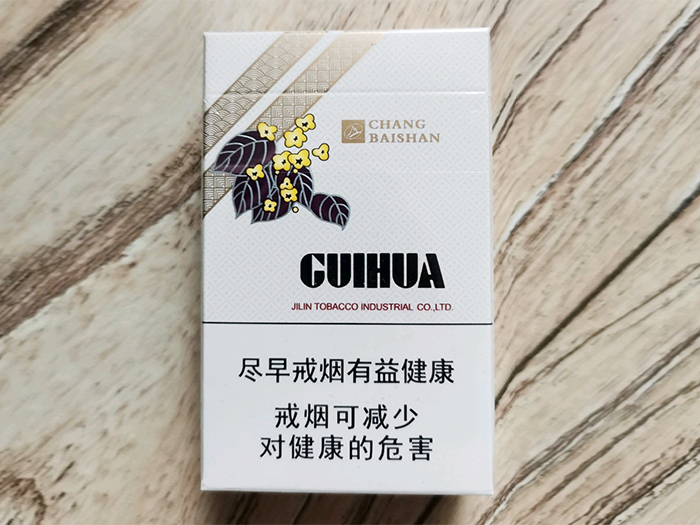 CHANG
BAISHAN
GUIHUA
JILIN TOBACCO INDUSTRIAL CO.,LTD.
尽早戒烟有益健康
戒烟可减少
对健康的危害